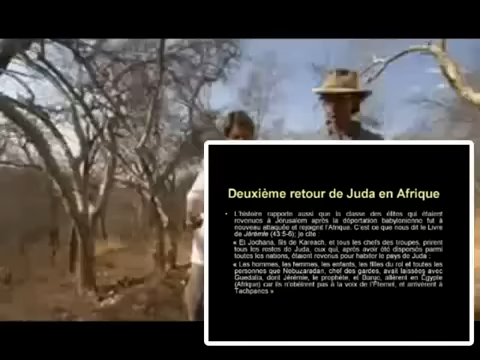 Deuxième retour de Juda en Afrique
• L'histoire rapporte aussi que la classe des élites qui étaient
revenues à Jérusalem après la déportation babylonienne fut à
nouveau attaquée et rejoignit l'Afrique. C'est ce que nous dit le Livre
de Jérémie (43:5-6); je cite
« Et Jochana, fils de Kareach, et tous les chefs des troupes, prirent
tous les restes de Juda, ceux qui, après avoir été dispersés parmi
toutes les nations, étaient revenus pour habiter le pays de Juda :
« Les hommes, les femmes, les enfants, les filles du roi et toutes les
personnes que Nebuzaradan, chef des gardes, avait laissées avec
Guedalia, dont Jérémie, le prophète, et Baruc, allèrent en Egypte
(Afrique) car ils n'obéirent pas à la voix de l'Éternel, et arrivèrent à
Tachpanès »